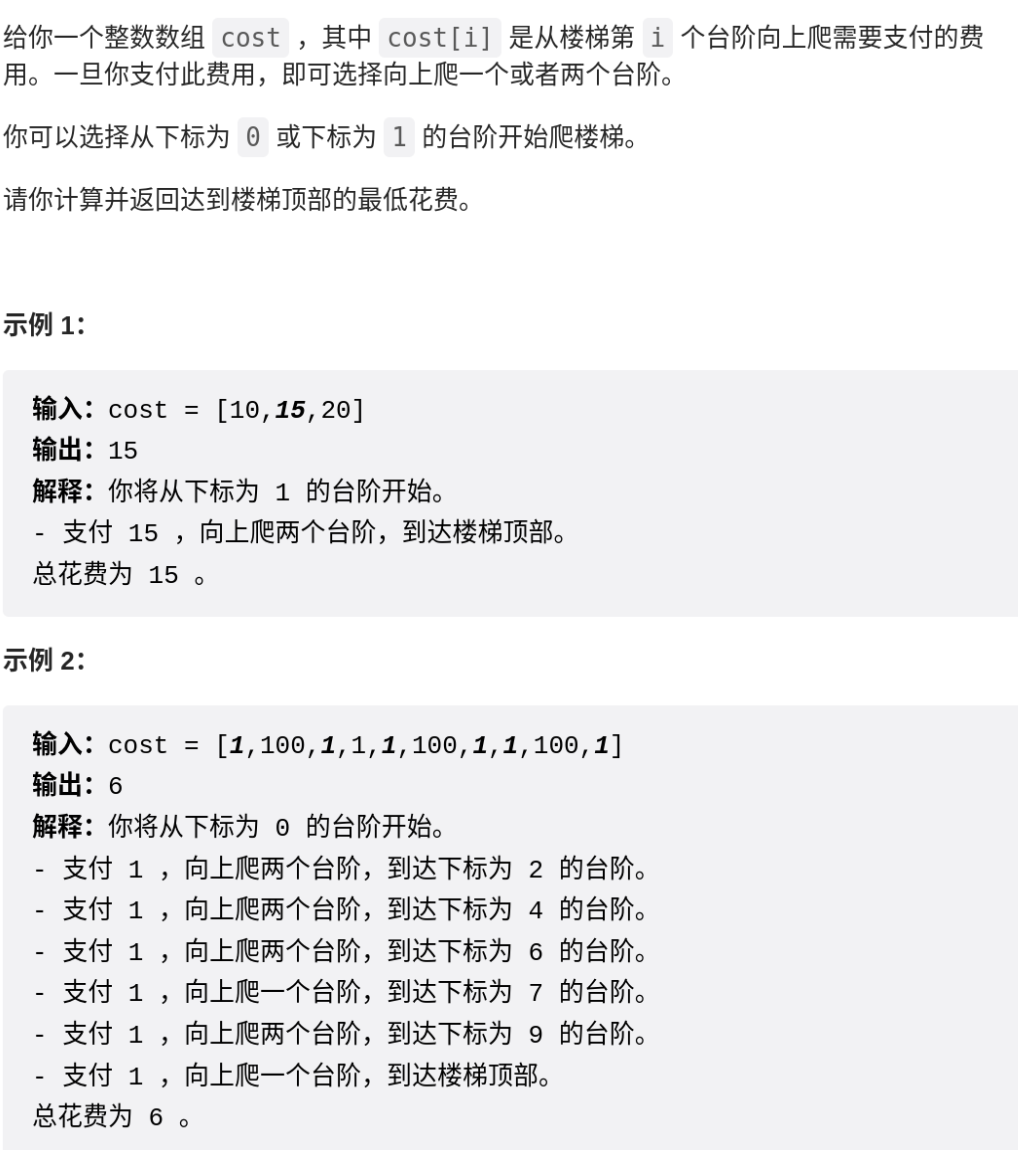 给你一个整数数组 cost ，其中 cost[i] 是从楼梯第 i 个台阶向上爬需要支付的费
用。一旦你支付此费用，即可选择向上爬一个或者两个台阶。
你可以选择从下标为 0 或下标为 1 的台阶开始爬楼梯。
请你计算并返回达到楼梯顶部的最低花费。
示例 1：
输入：cost = [10,15,20]
输出：15
解释：你将从下标为 1 的台阶开始。
- 支付 15 ，向上爬两个台阶，到达楼梯顶部。
总花费为 15 。
示例 2：
输入：cost = [1,100,1,1,1,100,1,1,100,1]
输出：6
解释：你将从下标为 0 的台阶开始。
- 支付 1 ，向上爬两个台阶，到达下标为 2 的台阶。
- 支付 1 ，向上爬两个台阶，到达下标为 4 的台阶。
- 支付 1 ，向上爬两个台阶，到达下标为 6 的台阶。
- 支付 1 ，向上爬一个台阶，到达下标为 7 的台阶。
- 支付 1 ，向上爬两个台阶，到达下标为 9 的台阶。
- 支付 1 ，向上爬一个台阶，到达楼梯顶部。
总花费为 6 。